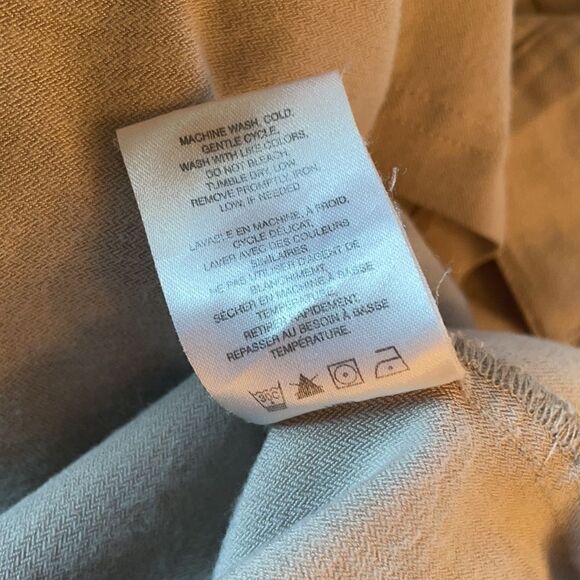 MACHINE WASH, COLD,
GENTLE CYCLE,
WASH WITH LIKE COLORS,
DO NOT BLEACH,
TUMBLE DRY, LOW
REMOVE PROMPTLY, IRON,
LOW, IF NEEDED
LAVABLE EN MACHINE, À FROID,
CYCLE DÉLICAT,
LAVER AVEC DES COULEURS
SIMILAIRES
NE PAS UTILISER D'AGENT DE
BLANCHIMENT,
SÉCHER EN MACHINE À BASSE
TEMPÉRATURE,
RETIRER RAPIDEMENT.
REPASSER AU BESOIN À BASSE
TEMPÉRATURE.